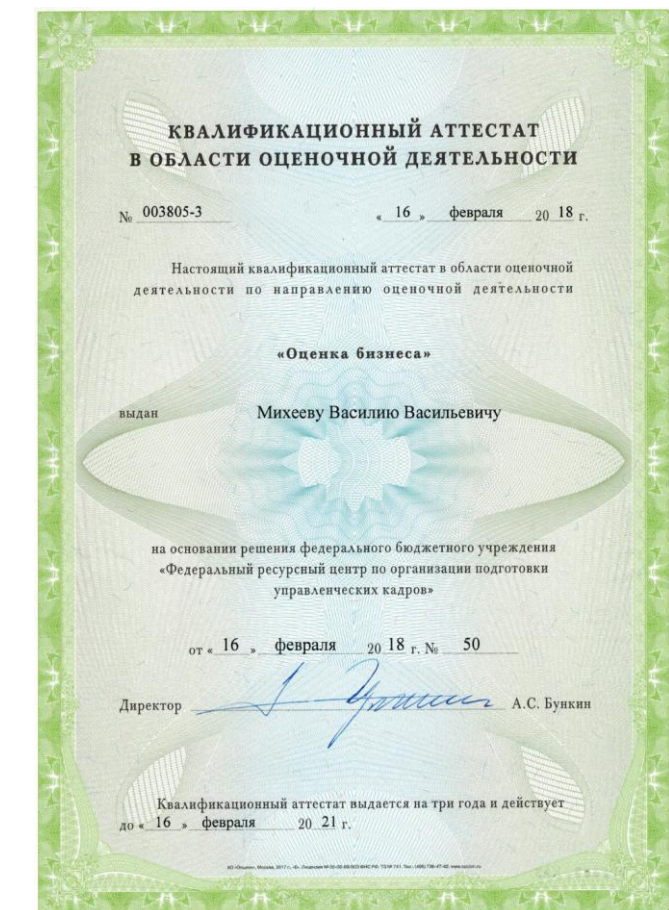 КВАЛИФИКАЦИОННЫЙ АТТЕСТАТ
В ОБЛАСТИ ОЦЕНОЧНОЙ ДЕЯТЕЛЬНОСТИ
№ 003805-3 « 16 » февраля 20 18 г.
Настоящий квалификационный аттестат в области оценочной
деятельности по направлению оценочной деятельности
«Оценка бизнеса»
выдан Михееву Василию Васильевичу
на основании решения федерального бюджетного учреждения
«Федеральный ресурсный центр по организации подготовки
управленческих кадров»
от « 16 » февраля 20 18 г. № 50
Директор А.С. Бункин
Квалификационный аттестат выдается на три года и действует
до « 16 » февраля 20 21 г.